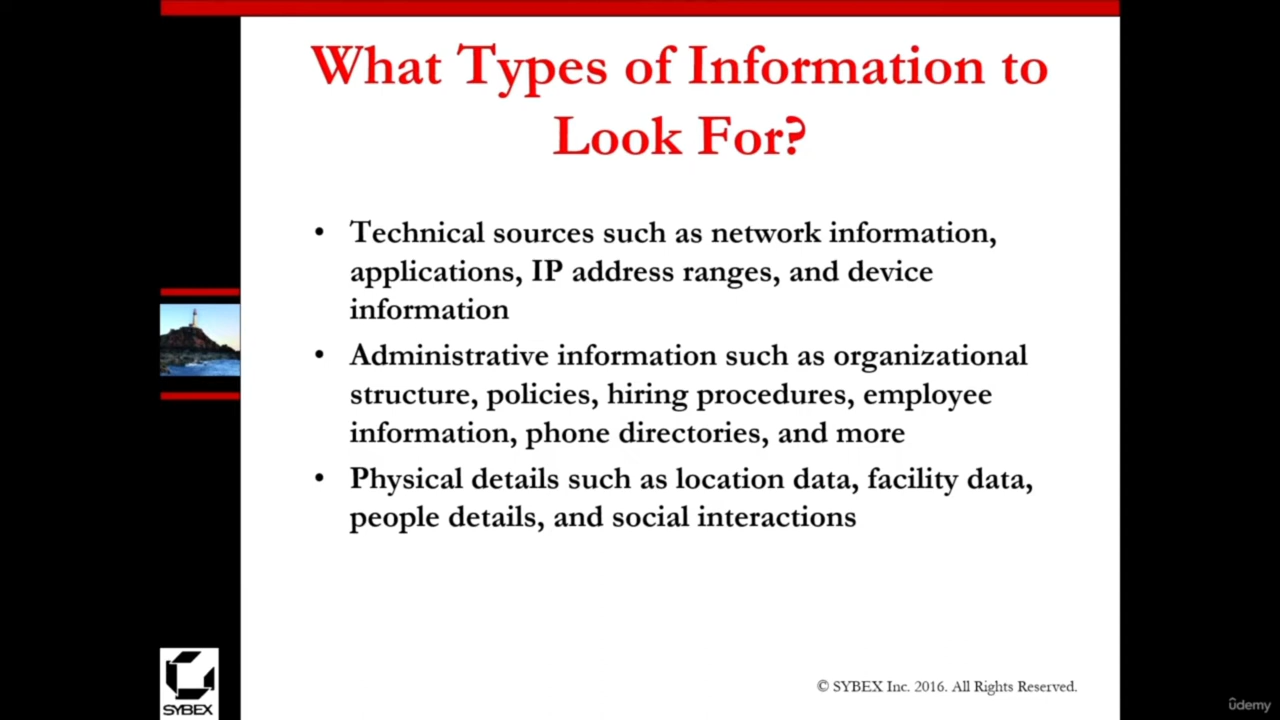 What Types of Information to
Look For?
• Technical sources such as network information,
applications, IP address ranges, and device
information
• Administrative information such as organizational
structure, policies, hiring procedures, employee
information, phone directories, and more
• Physical details such as location data, facility data,
people details, and social interactions
SYBEX
© SYBEX Inc. 2016. All Rights Reserved.
ûdemy